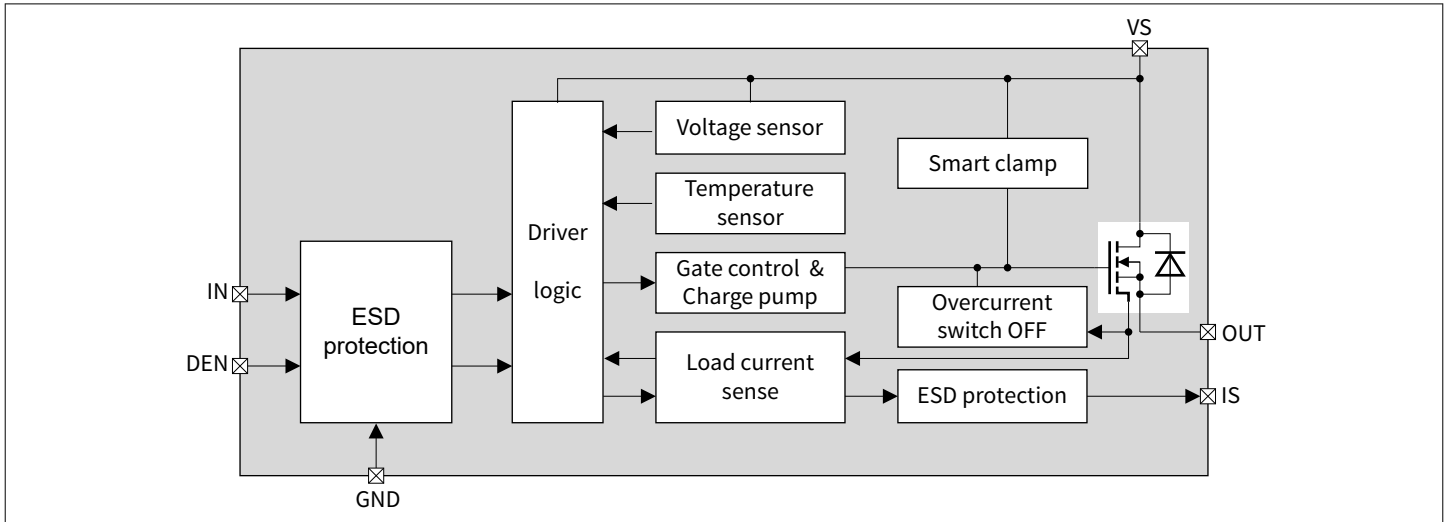 VS
Voltage sensor
Smart clamp
Temperature
sensor
Driver
logic
Gate control &
Charge pump
IN
ESD
protection
Overcurrent
switch OFF
OUT
DEN
Load current
sense
ESD protection
IS
GND